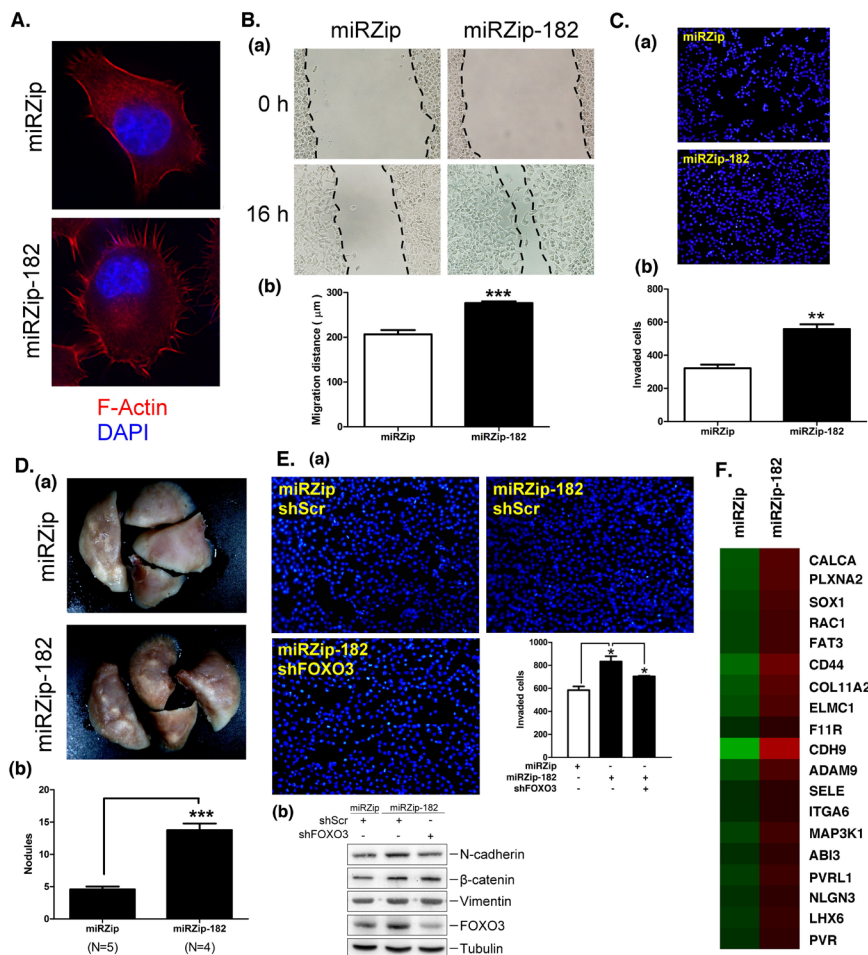 A.
miRZip
miRZip-182
F-Actin
DAPI
B.
(a)
miRZip
miRZip-182
0 h
16 h
(b)
Migration distance ( μm)
300
200
100
0
***
miRZip
miRZip-182
C.
(a)
miRZip
miRZip-182
(b)
Invaded cells
800
600
400
200
0
**
miRZip
miRZip-182
D.
(a)
miRZip
miRZip-182
(b)
Nodules
20
15
10
5
0
***
miRZip
miRZip-182
(N=5)
(N=4)
E.
(a)
miRZip
shScr
miRZip-182
shScr
miRZip-182
shFOXO3
Invaded cells
1000
800
600
400
200
0
*
*
miRZip + - -
miRZip-182 - + +
shFOXO3 - - +
(b)
miRZip miRZip-182
shScr + + -
shFOXO3 - - +
N-cadherin
β-catenin
Vimentin
FOXO3
Tubulin
F.
miRZip
miRZip-182
CALCA
PLXNA2
SOX1
RAC1
FAT3
CD44
COL11A2
ELMC1
F11R
CDH9
ADAM9
SELE
ITGA6
MAP3K1
ABI3
PVRL1
NLGN3
LHX6
PVR